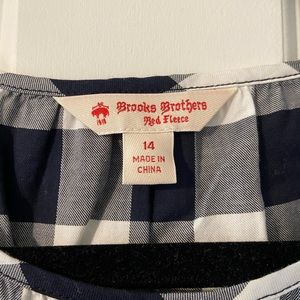 Brooks Brothers
Red Fleece
14
MADE IN
CHINA